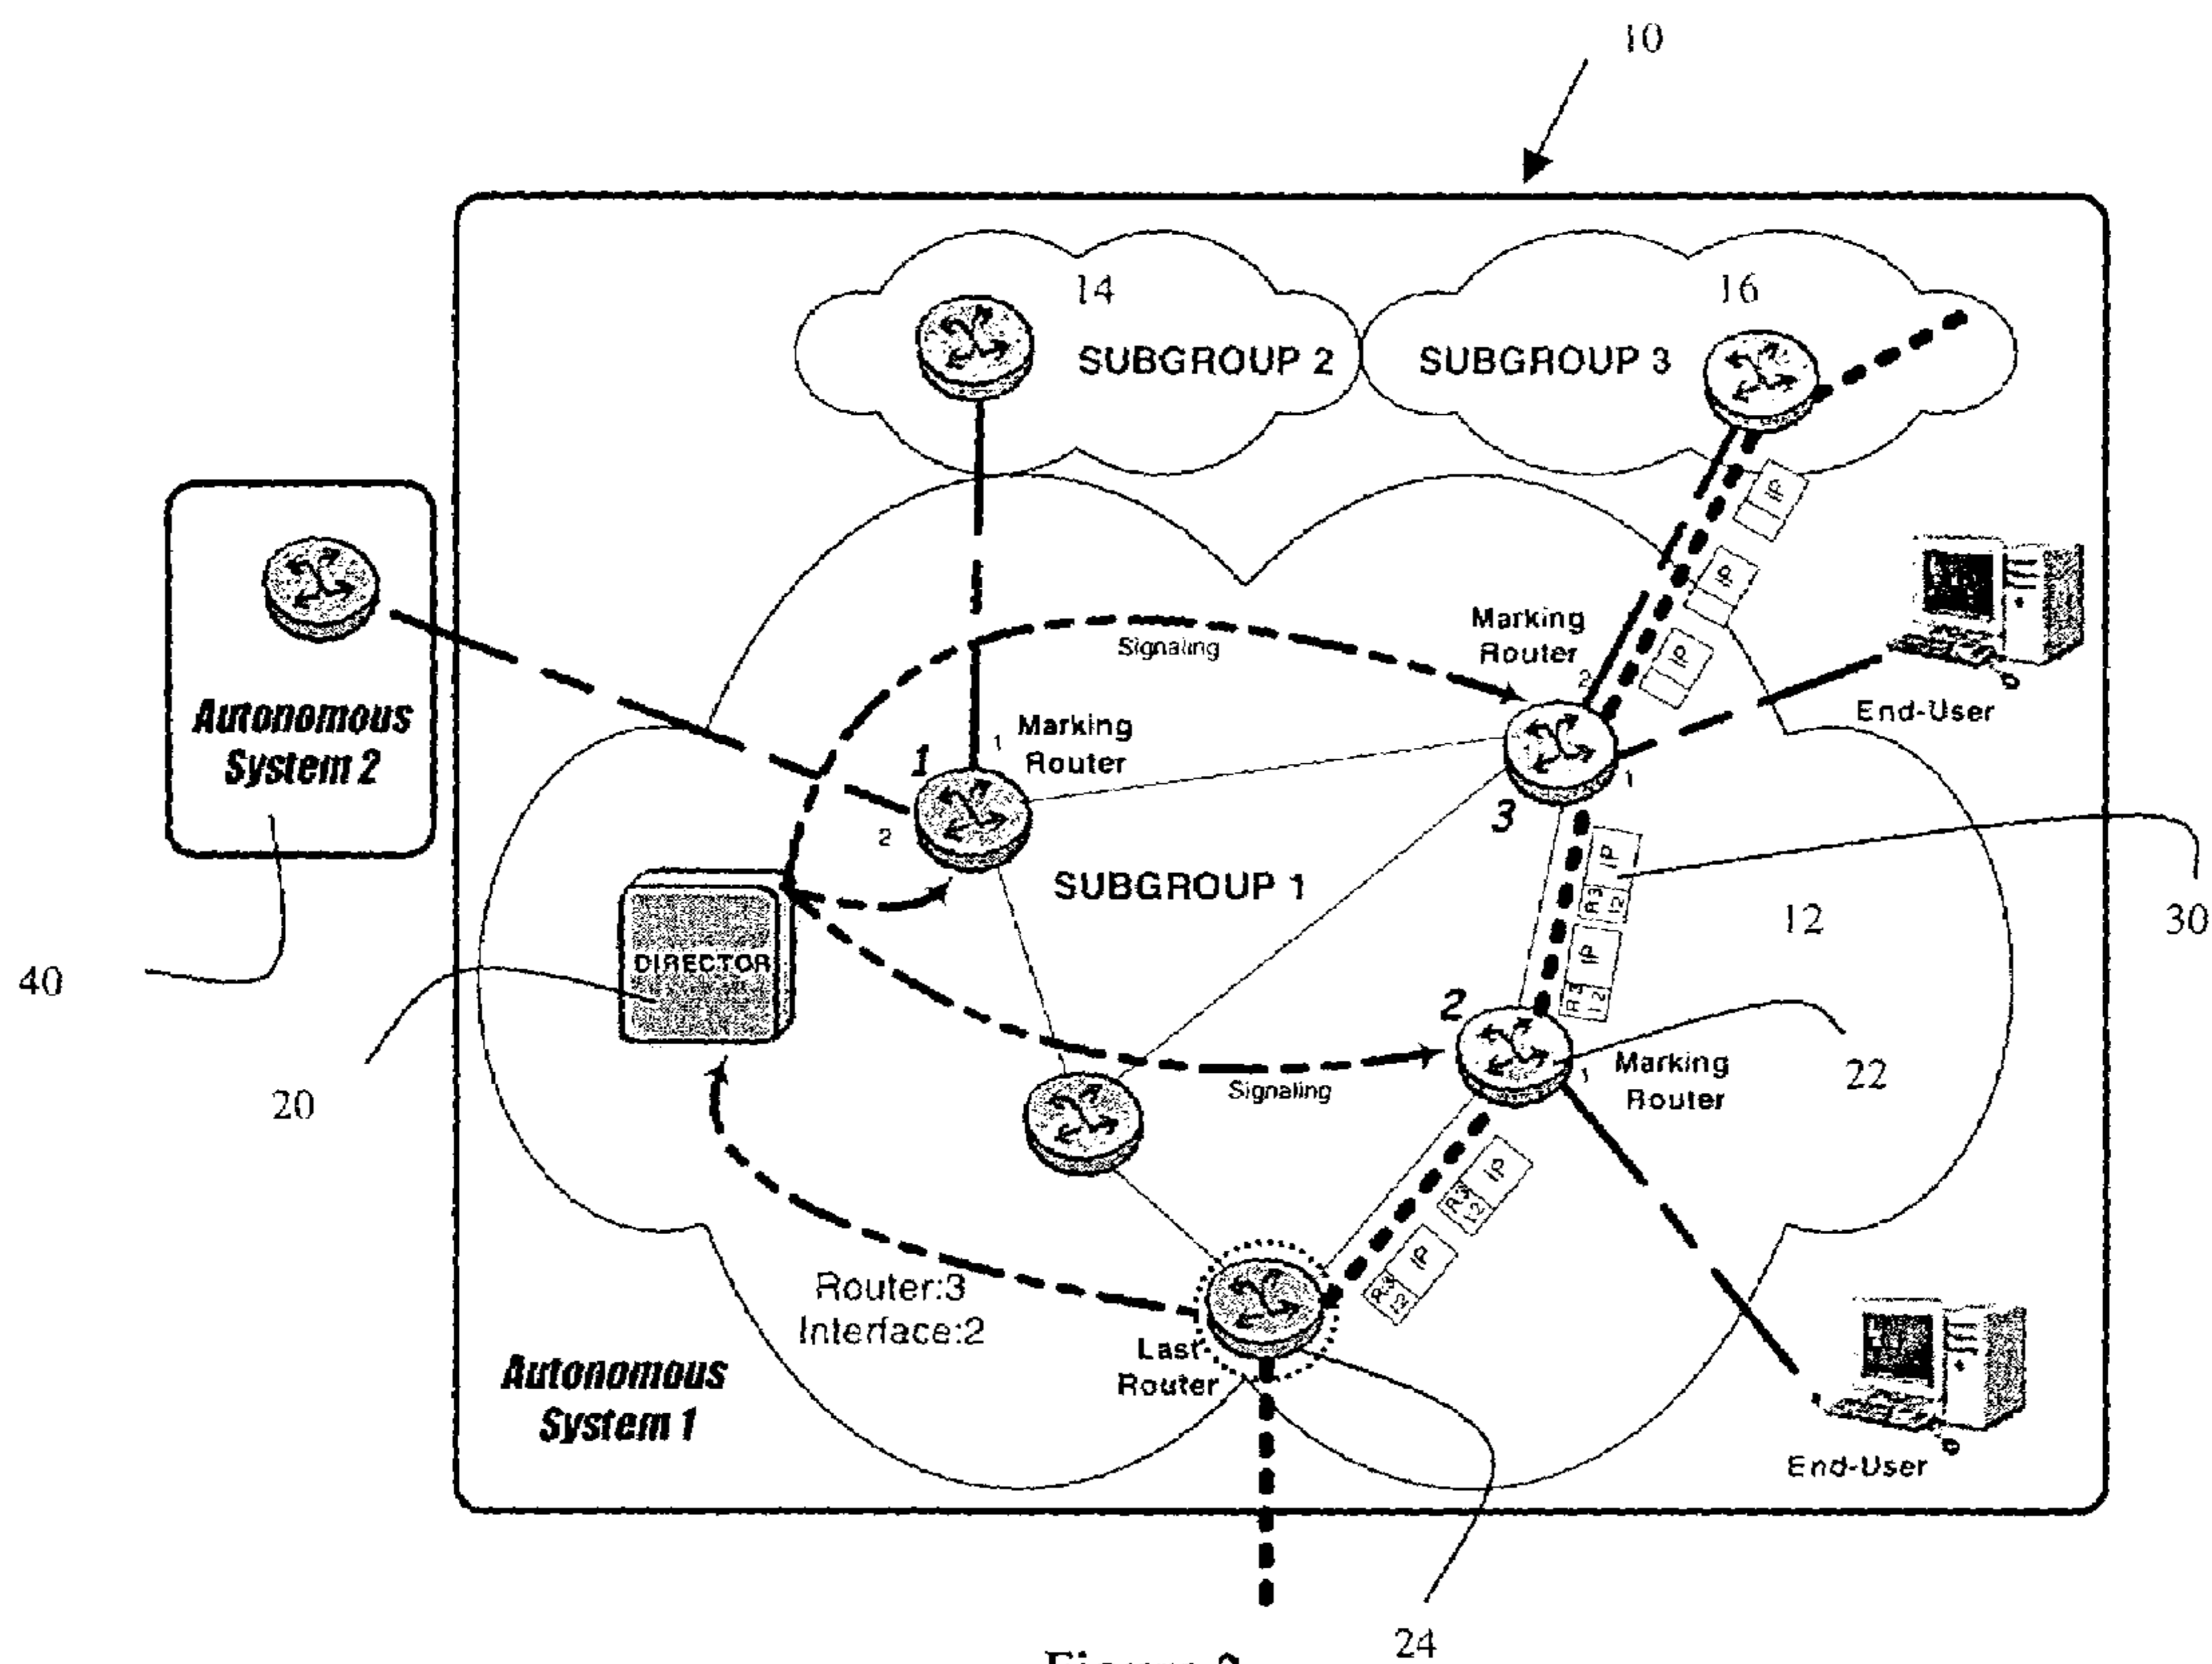 10
14
SUBGROUP 2
16
SUBGROUP 3
IP
IP
IP
Signaling
Marking
Router
2
End-User
Autonomous
System 2
1
1
Marking
Router
2
3
1
SUBGROUP 1
IP
R3
I2
IP
R3
I2
12
30
DIRECTOR
40
20
2
Signaling
1
Marking
Router
22
IP
R3
I2
IP
R3
I2
Router:3
Interface:2
Last
Router
Autonomous
System 1
End-User
24